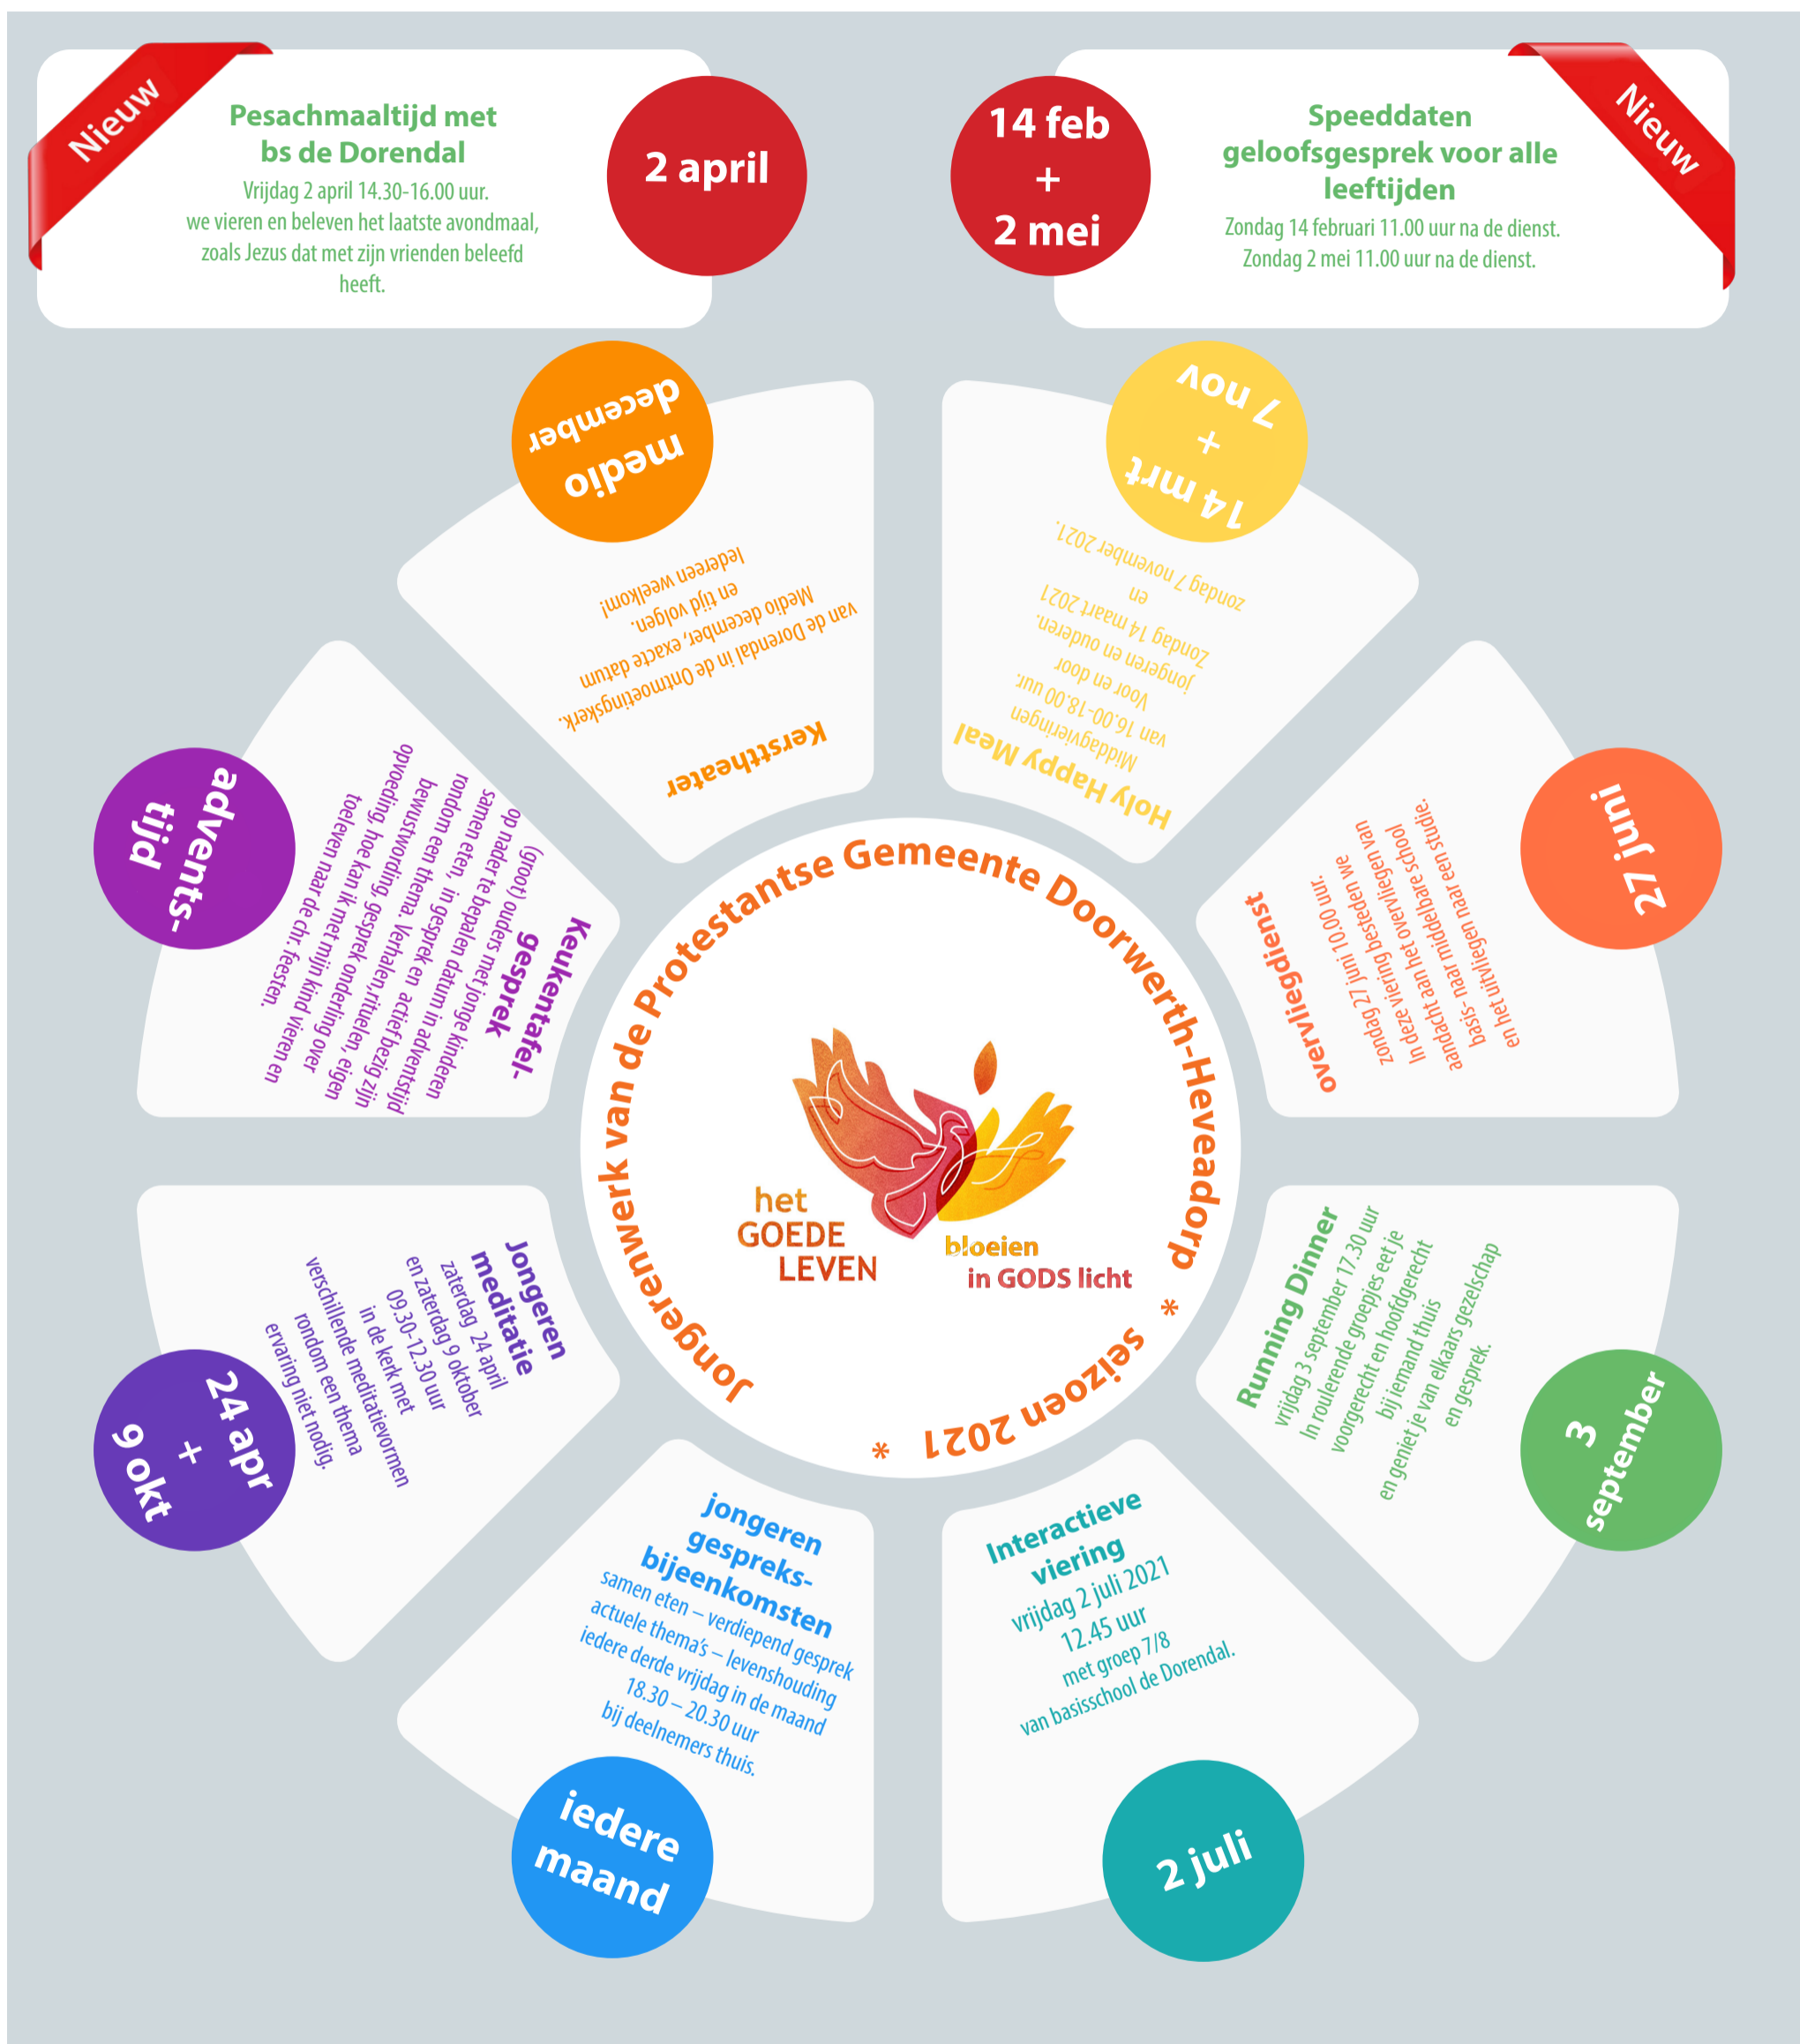 Nieuw
Pesachmaaltijd met
bs de Dorendal
Vrijdag 2 april 14.30-16.00 uur.
we vieren en beleven het laatste avondmaal,
zoals Jezus dat met zijn vrienden beleefd
heeft.
2 april
14 feb
+
2 mei
Speeddaten
geloofsgesprek voor alle
leeftijden
Zondag 14 februari 11.00 uur na de dienst.
Zondag 2 mei 11.00 uur na de dienst.
Nieuw
14 mrt
+
7 nov
Holy Happy Meal
Middagvieringen
van 16.00-18.00 uur.
Voor en door
jongeren en ouderen.
Zondag 14 maart 2021
en
zondag 7 november 2021.
27 juni
overvliegdienst
zondag 27 juni 10.00 uur.
In deze viering besteden we
aandacht aan het overvliegen van
basis- naar middelbare school
en het uitvliegen naar een studie.
3
september
Running Dinner
vrijdag 3 september 17.30 uur
In roulerende groepjes eet je
voorgerecht en hoofdgerecht
bij iemand thuis
en geniet je van elkaars gezelschap
en gesprek.
2 juli
Interactieve
viering
vrijdag 2 juli 2021
12.45 uur
met groep 7/8
van basisschool de Dorendal.
iedere
maand
jongeren
gespreks-
bijeenkomsten
samen eten – verdiepend gesprek
actuele thema's – levenshouding
iedere derde vrijdag in de maand
18.30 – 20.30 uur
bij deelnemers thuis.
24 apr
+
9 okt
Jongeren
meditatie
zaterdag 24 april
en zaterdag 9 oktober
09.30-12.30 uur
in de kerk met
verschillende meditatievormen
rondom een thema
ervaring niet nodig.
advents-
tijd
Keukentafel-
gesprek
(groot) ouders met jonge kinderen
op nader te bepalen datum in adventstijd
samen eten, in gesprek en actief bezig zijn
rondom een thema. Verhalen,rituelen, eigen
bewustwording, gesprek onderling over
opvoeding, hoe kan ik met mijn kind vieren en
toeleven naar de chr. feesten.
medio
december
Kersttheater
van de Dorendal in de Ontmoetingskerk.
Medio december, exacte datum
en tijd volgen.
Iedereen weelkom!
Jongerenwerk van de Protestantse Gemeente Doorwerth-Heveadorp * seizoen 2021 *
het
GOEDE
LEVEN
bloeien
in GODS licht